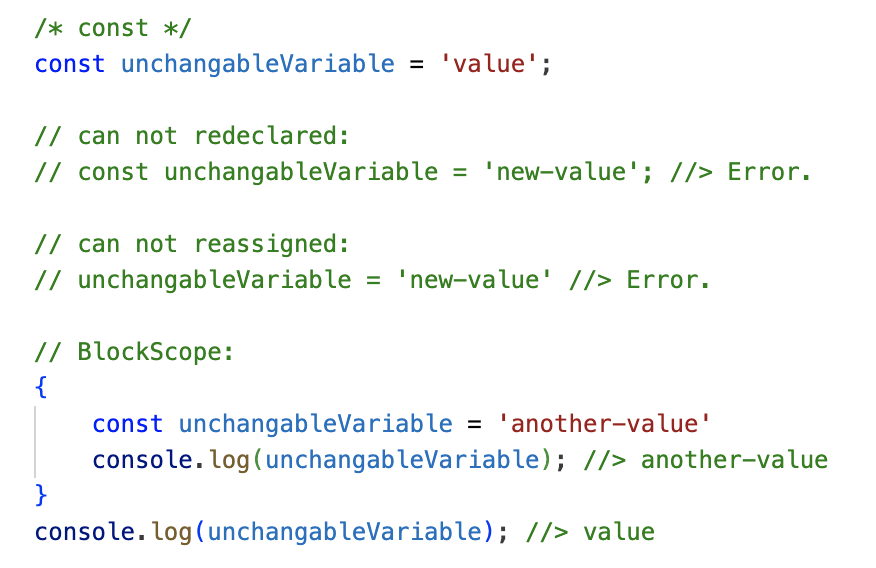 /* const */
const unchangableVariable = 'value';
// can not redeclared:
// const unchangableVariable = 'new-value'; //> Error.
// can not reassigned:
// unchangableVariable = 'new-value' //> Error.
// BlockScope:
{
    const unchangableVariable = 'another-value'
    console.log(unchangableVariable); //> another-value
}
console.log(unchangableVariable); //> value